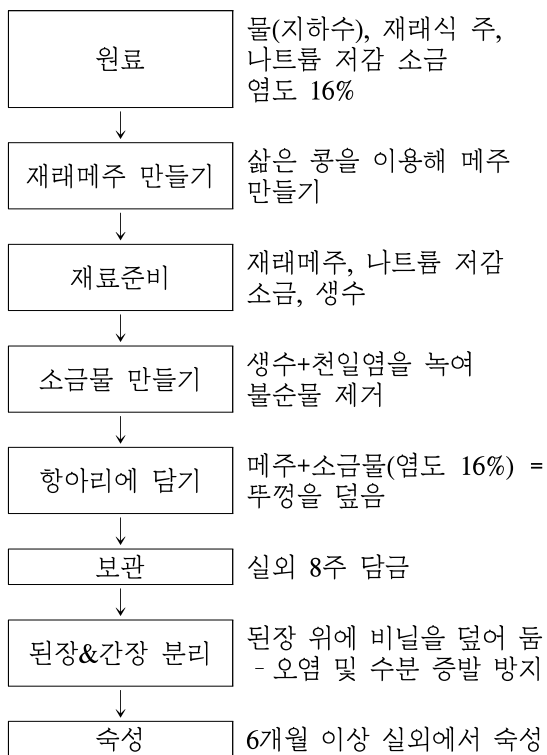 원료
물(지하수), 재래식 주,
나트륨 저감 소금
염도 16%
재래메주 만들기
삶은 콩을 이용해 메주
만들기
재료준비
재래메주, 나트륨 저감
소금, 생수
소금물 만들기
생수+천일염을 녹여
불순물 제거
항아리에 담기
메주+소금물(염도 16%) =
뚜껑을 덮음
보관
실외 8주 담금
된장&간장 분리
된장 위에 비닐을 덮어 둠
- 오염 및 수분 증발 방지
숙성
6개월 이상 실외에서 숙성